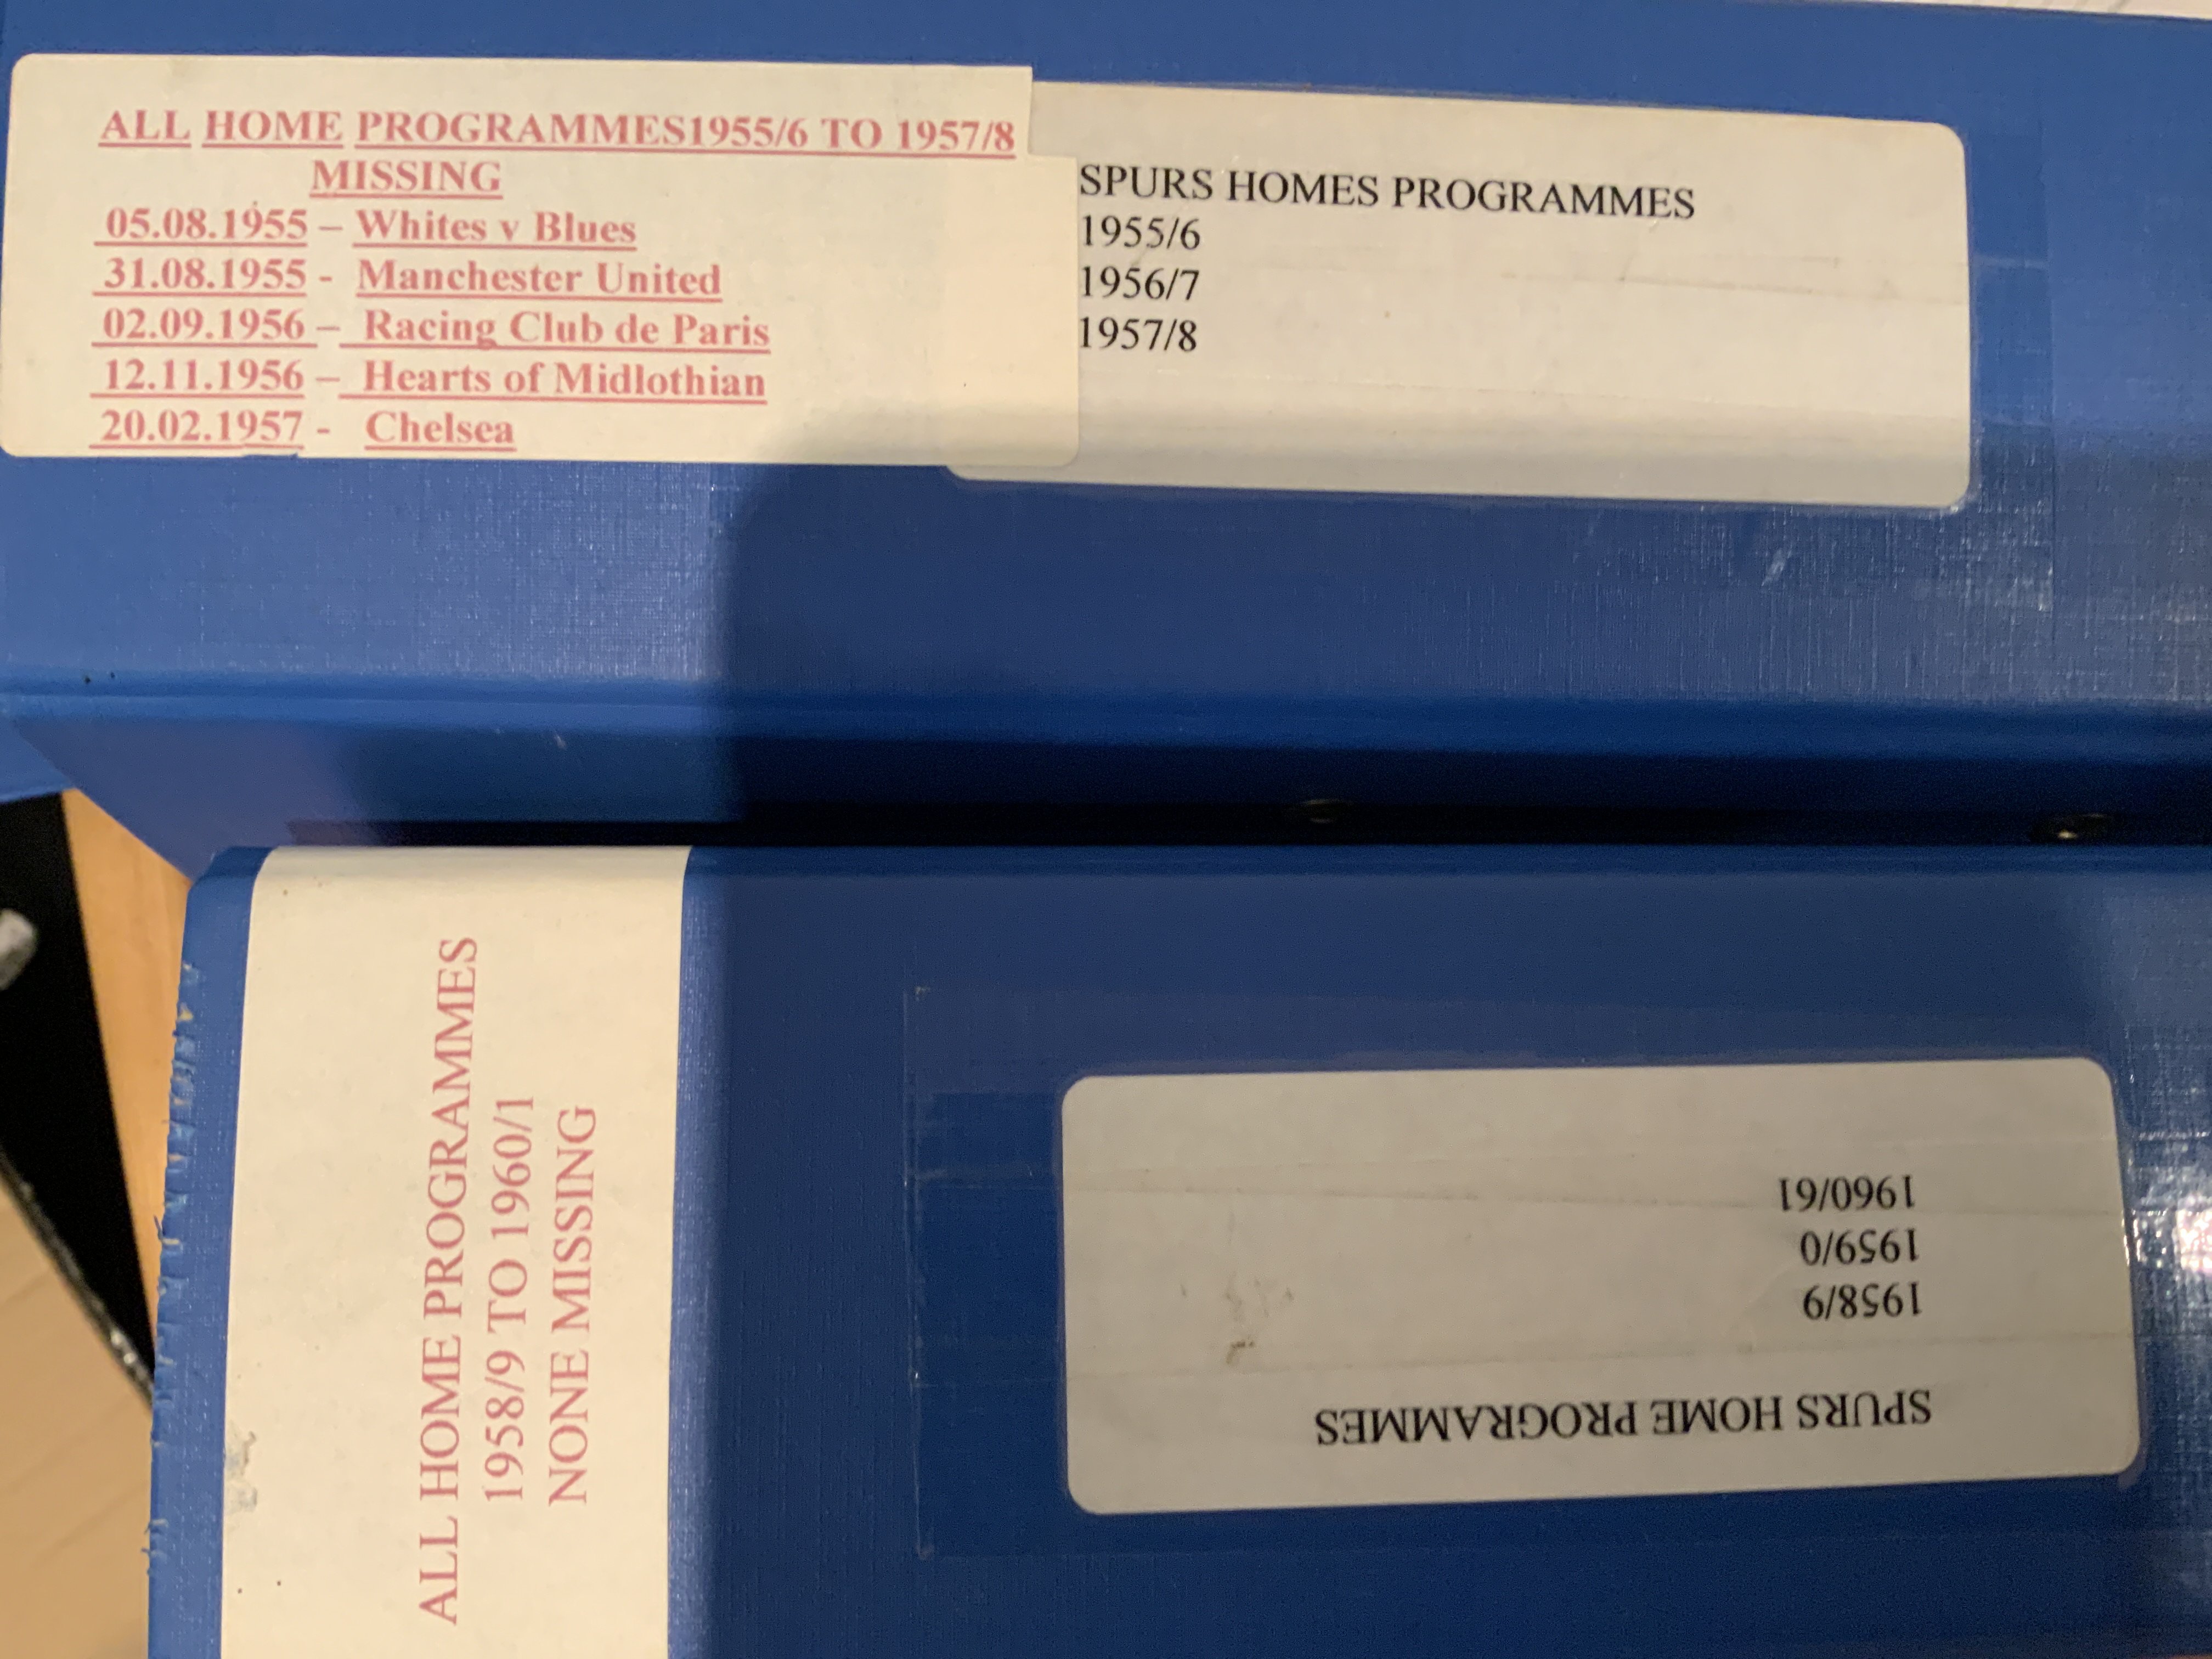 ALL HOME PROGRAMMES1955/6 TO 1957/8
MISSING
05.08.1955 – Whites v Blues
31.08.1955 - Manchester United
02.09.1956 – Racing Club de Paris
12.11.1956 – Hearts of Midlothian
20.02.1957 - Chelsea
SPURS HOMES PROGRAMMES
1955/6
1956/7
1957/8
ALL HOME PROGRAMMES
1958/9 TO 1960/1
NONE MISSING
SPURS HOME PROGRAMMES
1958/9
1959/0
1960/61